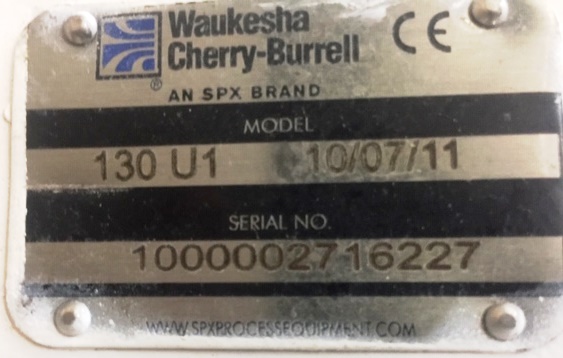 Waukesha
Cherry-Burrell
CE
®
AN SPX BRAND
MODEL
130 U1 10/07/11
SERIAL NO.
1000002716227
WWW.SPXPROCESSEQUIPMENT.COM